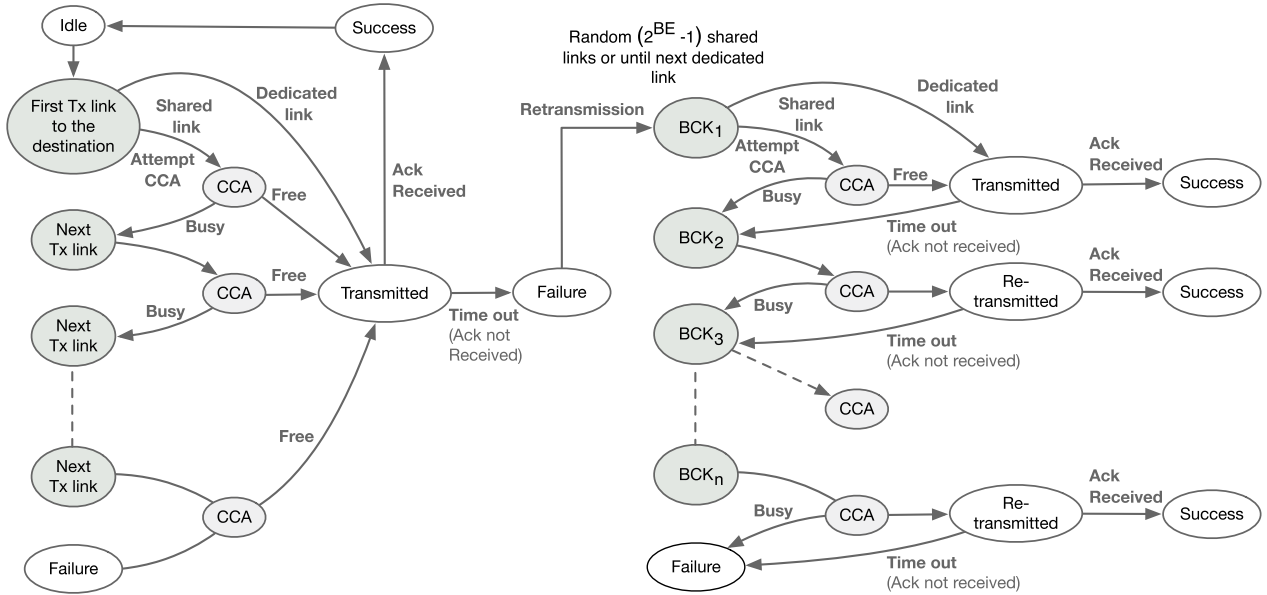 Idle
Success
First Tx link
to the
destination
Shared
link
Dedicated
link
Attempt
CCA
CCA
Free
Busy
Ack
Received
Next
Tx link
CCA
Free
Busy
Transmitted
Time out
(Ack not
Received)
Failure
Next
Tx link
Next
Tx link
Free
CCA
Failure
Retransmission
Random (2^BE -1) shared
links or until next dedicated
link
BCK1
Shared
link
Dedicated
link
Attempt
CCA
CCA
Free
Busy
Transmitted
Ack
Received
Success
BCK2
Time out
(Ack not received)
CCA
Busy
Re-
transmitted
Ack
Received
Success
BCK3
Time out
(Ack not received)
CCA
BCKn
CCA
Busy
Re-
transmitted
Ack
Received
Success
Failure
Time out
(Ack not received)